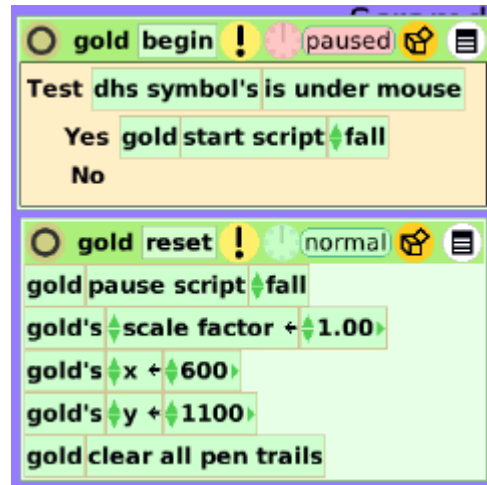 gold begin ! paused
Test dhs symbol's is under mouse
Yes gold start script fall
No
gold reset ! normal
gold pause script fall
gold's scale factor ← 1.00
gold's x ← 600
gold's y ← 1100
gold clear all pen trails